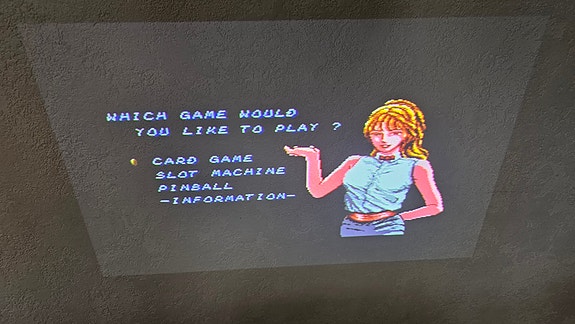 WHICH GAME WOULD
YOU LIKE TO PLAY ?
CARD GAME
SLOT MACHINE
PINBALL
-INFORMATION-